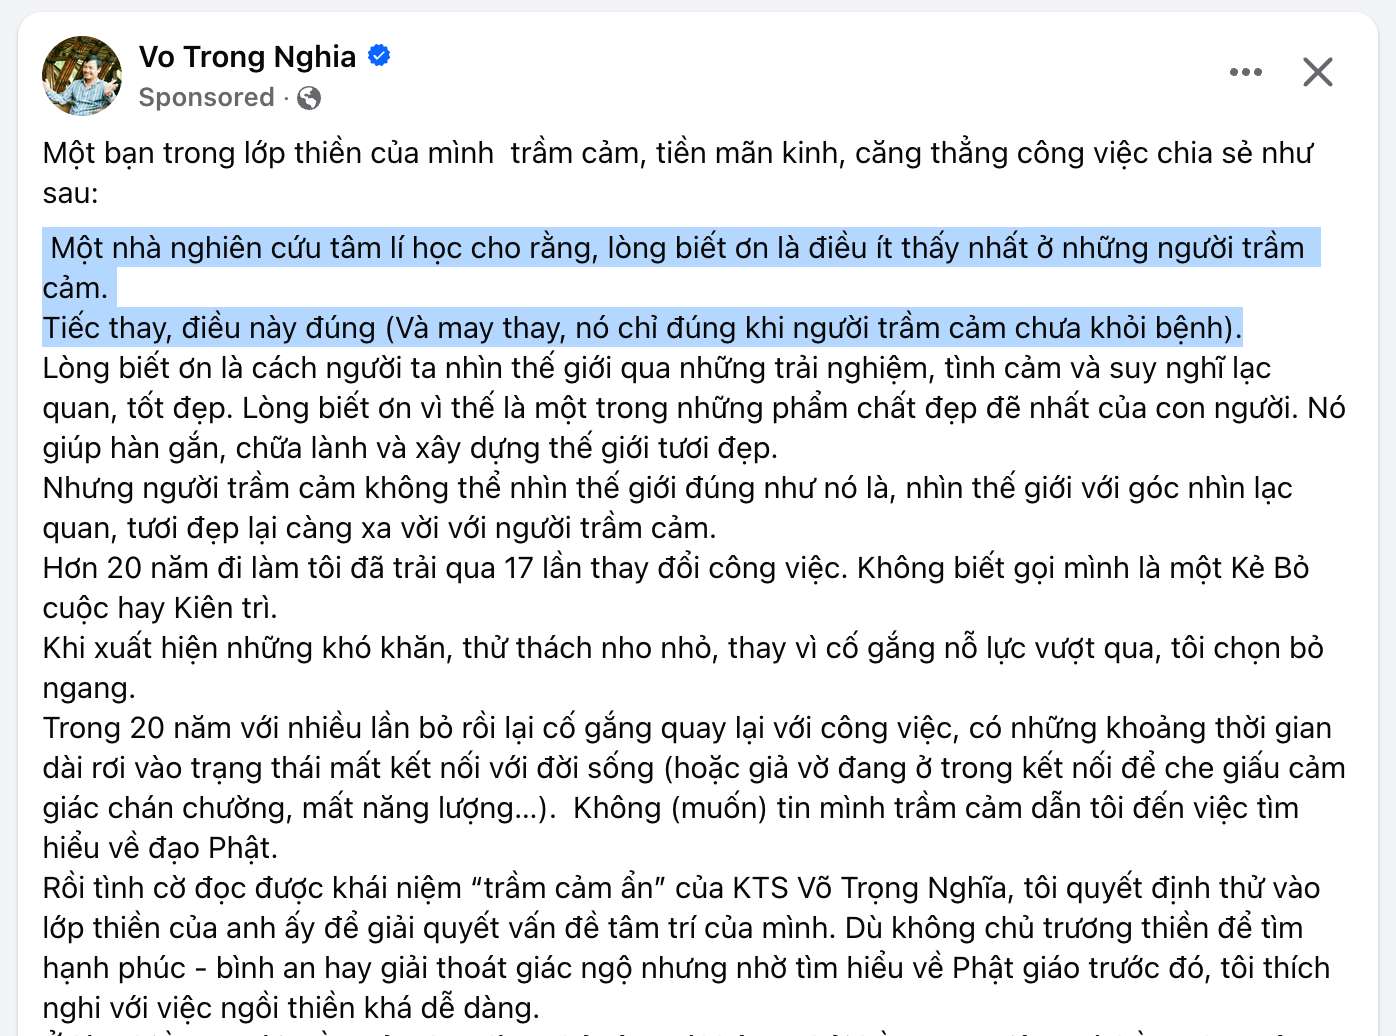 Vo Trong Nghia
Sponsored ·
Một bạn trong lớp thiền của mình  trầm cảm, tiền mãn kinh, căng thẳng công việc chia sẻ như
sau:
Một nhà nghiên cứu tâm lí học cho rằng, lòng biết ơn là điều ít thấy nhất ở những người trầm
cảm.
Tiếc thay, điều này đúng (Và may thay, nó chỉ đúng khi người trầm cảm chưa khỏi bệnh).
Lòng biết ơn là cách người ta nhìn thế giới qua những trải nghiệm, tình cảm và suy nghĩ lạc
quan, tốt đẹp. Lòng biết ơn vì thế là một trong những phẩm chất đẹp đẽ nhất của con người. Nó
giúp hàn gắn, chữa lành và xây dựng thế giới tươi đẹp.
Nhưng người trầm cảm không thể nhìn thế giới đúng như nó là, nhìn thế giới với góc nhìn lạc
quan, tươi đẹp lại càng xa vời với người trầm cảm.
Hơn 20 năm đi làm tôi đã trải qua 17 lần thay đổi công việc. Không biết gọi mình là một Kẻ Bỏ
cuộc hay Kiên trì.
Khi xuất hiện những khó khăn, thử thách nho nhỏ, thay vì cố gắng nỗ lực vượt qua, tôi chọn bỏ
ngang.
Trong 20 năm với nhiều lần bỏ rồi lại cố gắng quay lại với công việc, có những khoảng thời gian
dài rơi vào trạng thái mất kết nối với đời sống (hoặc giả vờ đang ở trong kết nối để che giấu cảm
giác chán chường, mất năng lượng...).  Không (muốn) tin mình trầm cảm dẫn tôi đến việc tìm
hiểu về đạo Phật.
Rồi tình cờ đọc được khái niệm “trầm cảm ẩn” của KTS Võ Trọng Nghĩa, tôi quyết định thử vào
lớp thiền của anh ấy để giải quyết vấn đề tâm trí của mình. Dù không chủ trương thiền để tìm
hạnh phúc - bình an hay giải thoát giác ngộ nhưng nhờ tìm hiểu về Phật giáo trước đó, tôi thích
nghi với việc ngồi thiền khá dễ dàng.